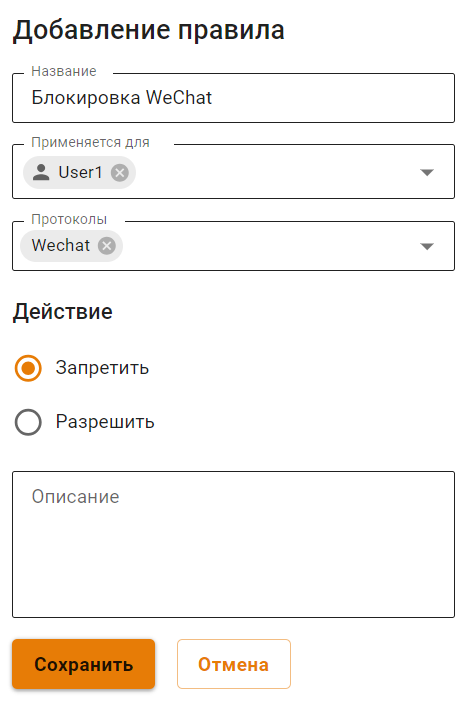 Добавление правила
Название
Блокировка WeChat
Применяется для
User1
Протоколы
Wechat
Действие
Запретить
Разрешить
Описание
Сохранить
Отмена